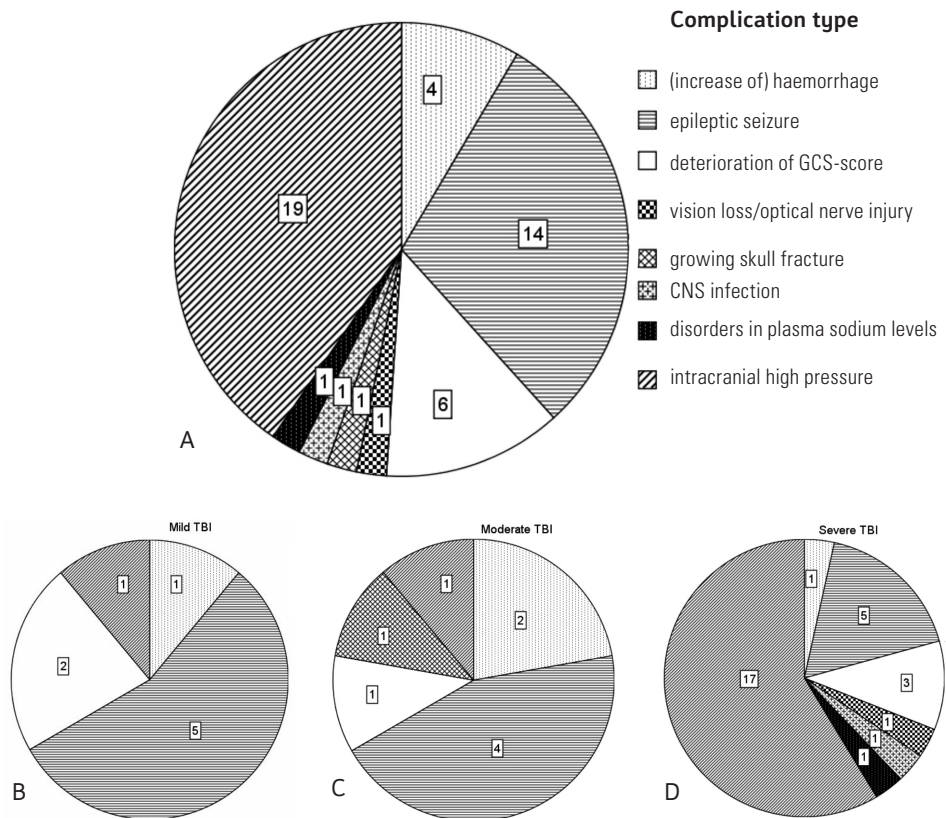 Complication type
(increase of) haemorrhage
epileptic seizure
deterioration of GCS-score
vision loss/optical nerve injury
growing skull fracture
CNS infection
disorders in plasma sodium levels
intracranial high pressure
4
19
14
1
1
1
1
6
A
Mild TBI
1
1
2
5
B
Moderate TBI
1
2
1
1
4
C
Severe TBI
1
5
17
3
1
1
1
D